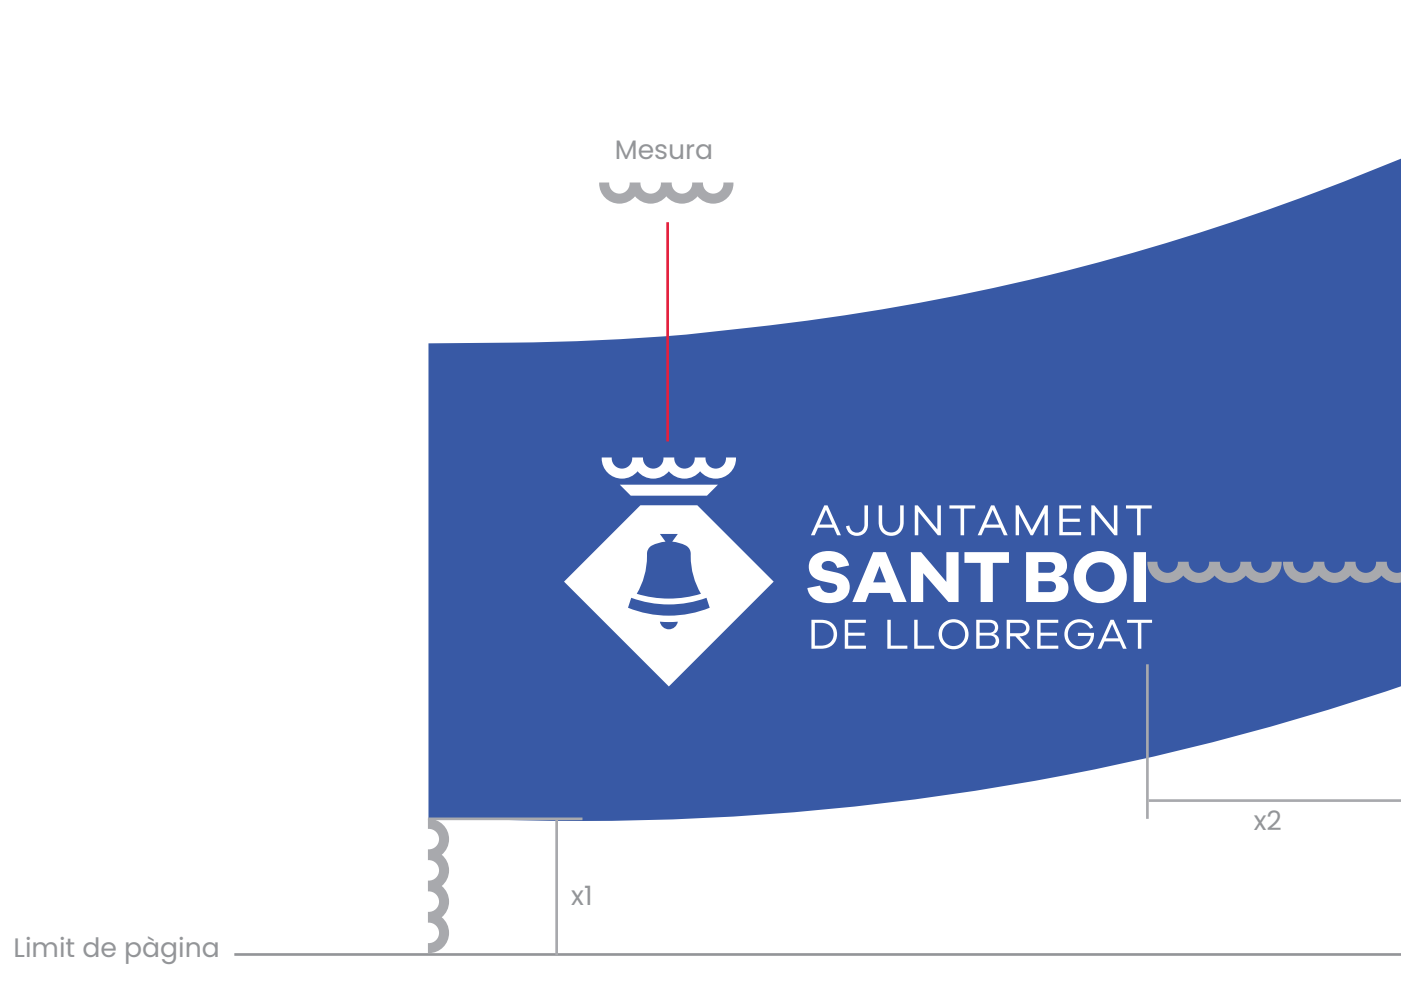 Mesura
AJUNTAMENT
SANT BOI
DE LLOBREGAT
x2
x1
Limit de pàgina